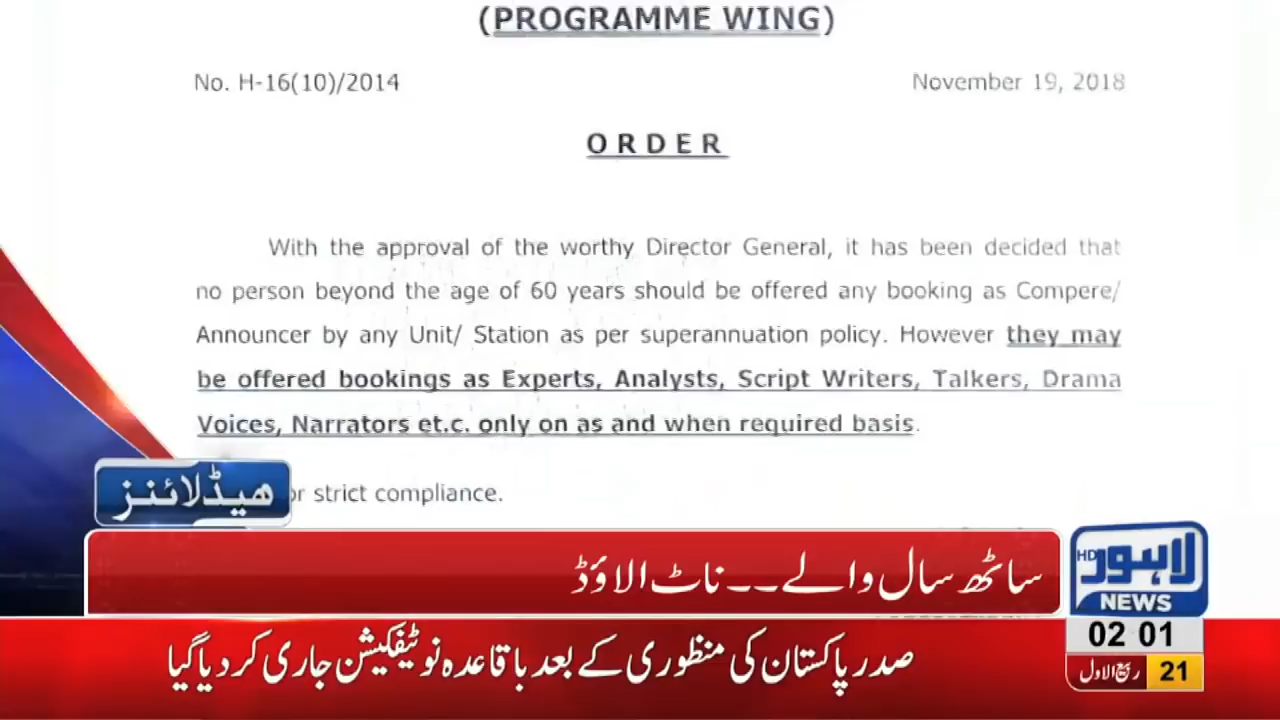 (PROGRAMME WING)
No. H-16(10)/2014
November 19, 2018
ORDER
With the approval of the worthy Director General, it has been decided that
no person beyond the age of 60 years should be offered any booking as Compere/
Announcer by any Unit/ Station as per superannuation policy. However they may
be offered bookings as Experts, Analysts, Script Writers, Talkers, Drama
Voices, Narrators et.c. only on as and when required basis.
or strict compliance.
ہیڈلائنز
ساٹھ سال والے۔۔ناٹ الاؤڈ
لاہور HD
NEWS
صدر پاکستان کی منظوری کے بعد باقاعدہ نوٹیفکیشن جاری کردیاگیا
02 01
21 ربیع الاول